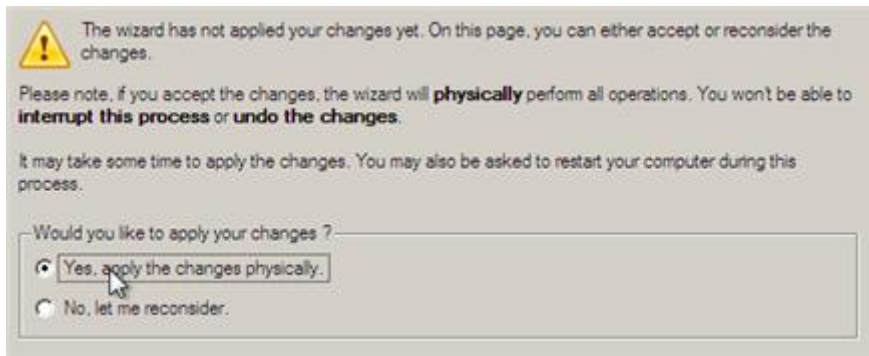 The wizard has not applied your changes yet. On this page, you can either accept or reconsider the
changes.
Please note, if you accept the changes, the wizard will physically perform all operations. You won't be able to
interrupt this process or undo the changes.
It may take some time to apply the changes. You may also be asked to restart your computer during this
process.
Would you like to apply your changes ?
Yes, apply the changes physically.
No, let me reconsider.